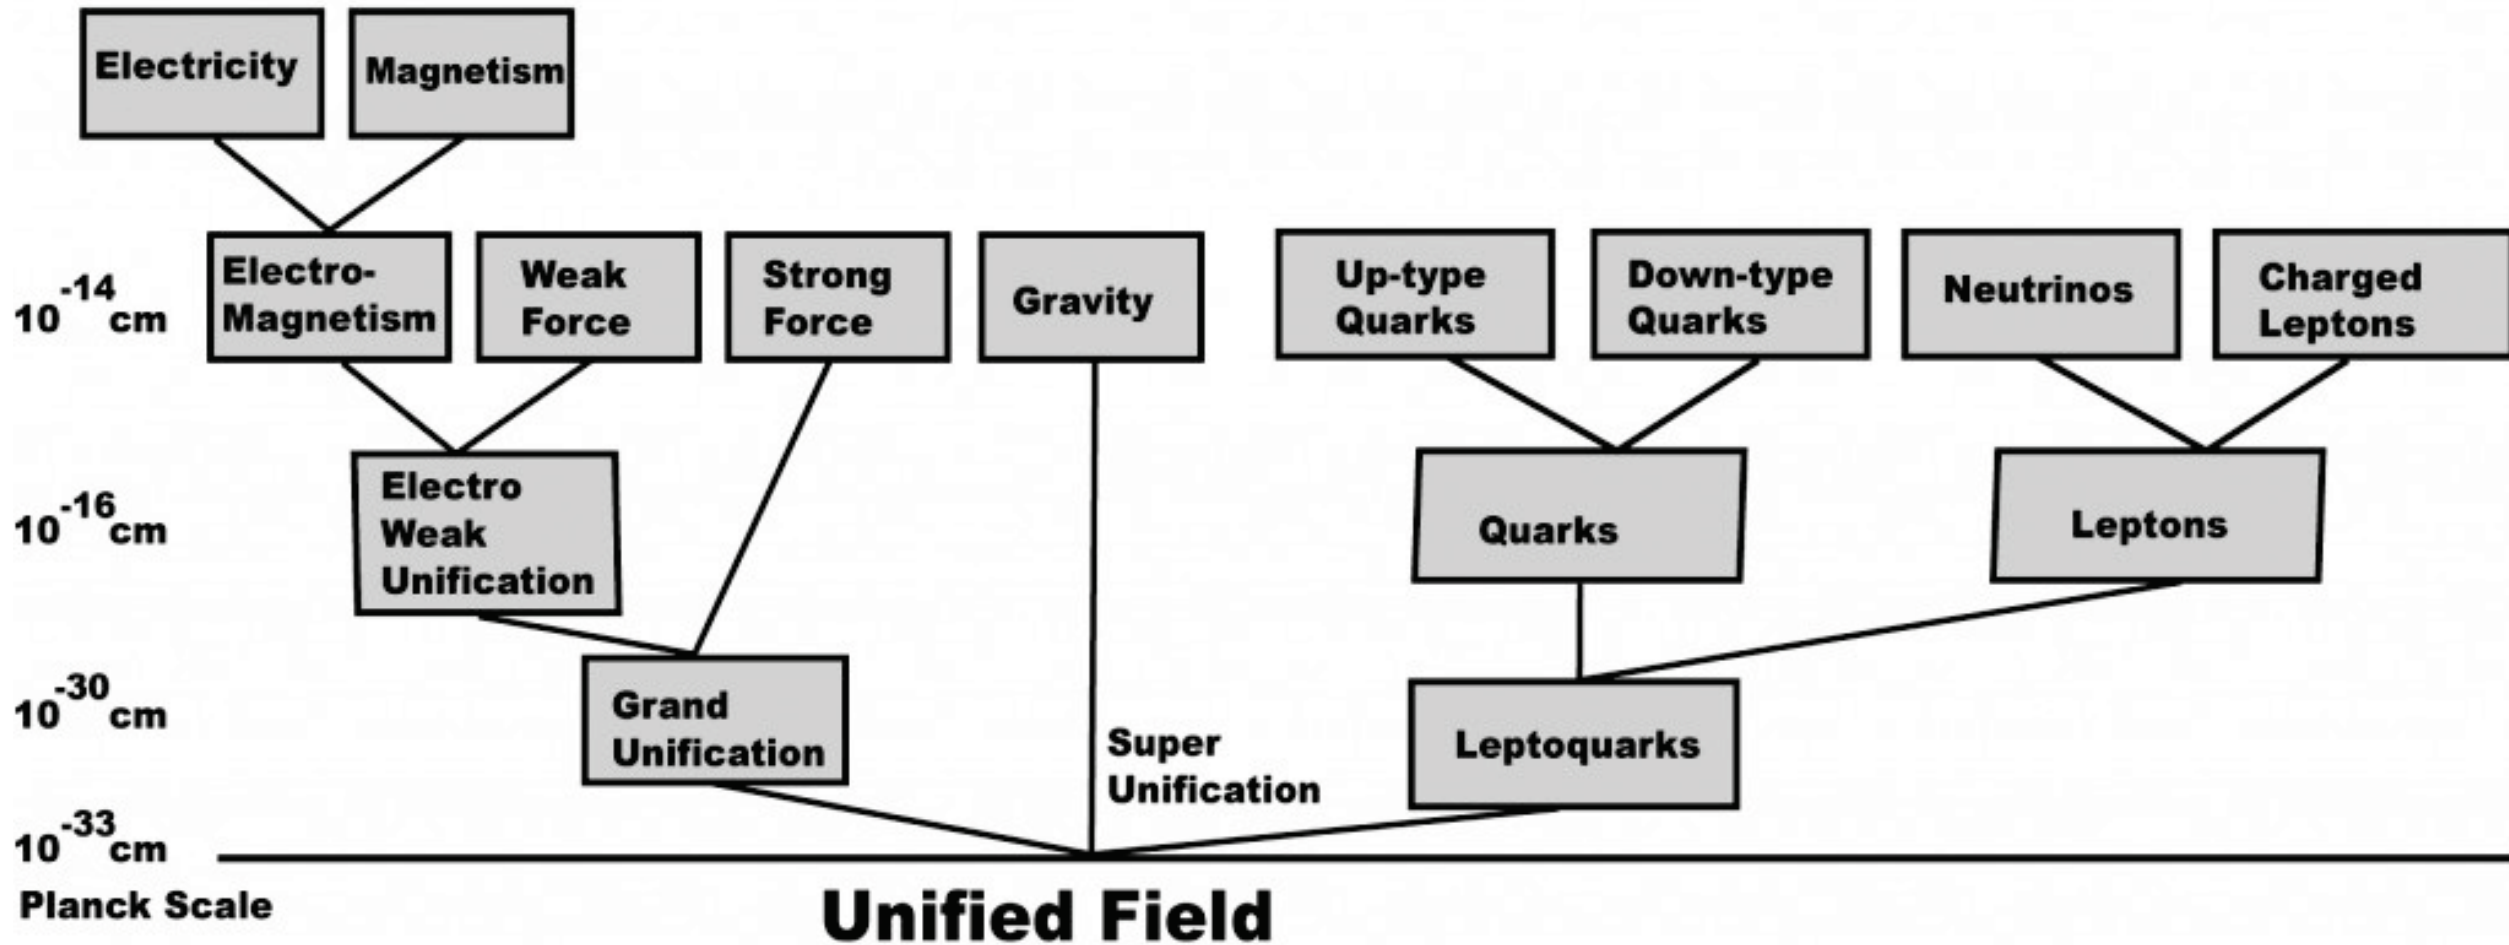 Electricity
Magnetism
10^-14 cm
Electro-
Magnetism
Weak
Force
Strong
Force
Gravity
Up-type
Quarks
Down-type
Quarks
Neutrinos
Charged
Leptons
10^-16 cm
Electro
Weak
Unification
Quarks
Leptons
10^-30 cm
Grand
Unification
Super
Unification
Leptoquarks
10^-33 cm
Planck Scale
Unified Field